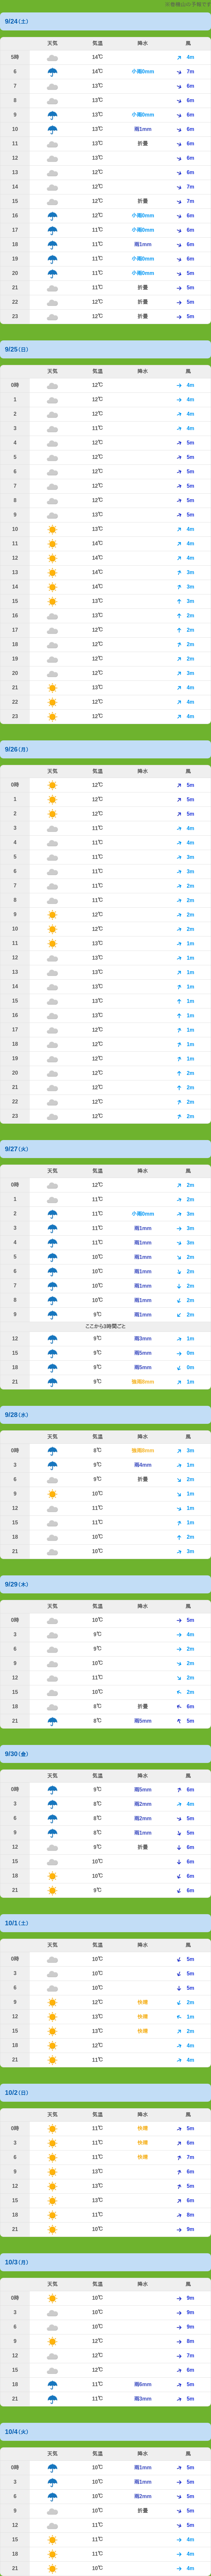 9/24(土)
天気 気温 降水 風
5時 14℃ 4m
6 14℃ 小雨0mm 7m
7 13℃ 6m
8 13℃ 6m
9 13℃ 小雨0mm 6m
10 13℃ 雨1mm 6m
11 13℃ 折畳 6m
12 13℃ 6m
13 12℃ 6m
14 12℃ 7m
15 12℃ 折畳 7m
16 12℃ 小雨0mm 6m
17 11℃ 小雨0mm 6m
18 11℃ 雨1mm 6m
19 11℃ 小雨0mm 6m
20 11℃ 小雨0mm 5m
21 11℃ 折畳 5m
22 12℃ 折畳 5m
23 12℃ 折畳 5m
9/25(日)
天気 気温 降水 風
0時 12℃ 4m
1 12℃ 4m
2 12℃ 4m
3 11℃ 4m
4 12℃ 5m
5 12℃ 5m
6 12℃ 5m
7 12℃ 5m
8 12℃ 5m
9 13℃ 5m
10 13℃ 4m
11 14℃ 4m
12 14℃ 4m
13 14℃ 3m
14 14℃ 3m
15 13℃ 3m
16 13℃ 2m
17 12℃ 2m
18 12℃ 2m
19 12℃ 2m
20 12℃ 3m
21 13℃ 4m
22 12℃ 4m
23 12℃ 4m
9/26(月)
天気 気温 降水 風
0時 12℃ 5m
1 12℃ 5m
2 12℃ 5m
3 11℃ 4m
4 11℃ 4m
5 11℃ 3m
6 11℃ 3m
7 11℃ 2m
8 11℃ 2m
9 12℃ 2m
10 12℃ 2m
11 13℃ 1m
12 13℃ 1m
13 13℃ 1m
14 13℃ 1m
15 13℃ 1m
16 13℃ 1m
17 12℃ 1m
18 12℃ 1m
19 12℃ 1m
20 12℃ 2m
21 12℃ 2m
22 12℃ 2m
23 12℃ 2m
9/27(火)
天気 気温 降水 風
0時 12℃ 2m
1 11℃ 2m
2 11℃ 小雨0mm 3m
3 11℃ 雨1mm 3m
4 11℃ 雨1mm 3m
5 10℃ 雨1mm 2m
6 10℃ 雨1mm 2m
7 10℃ 雨1mm 2m
8 10℃ 雨1mm 2m
9 9℃ 雨1mm 2m
ここから3時間ごと
12 9℃ 雨3mm 1m
15 9℃ 雨5mm 0m
18 9℃ 雨5mm 0m
21 9℃ 1m
9/28(水)
天気 気温 降水 風
0時 8℃ 3m
3 9℃ 雨4mm 1m
6 9℃ 折畳 2m
9 10℃ 1m
12 11℃ 1m
15 11℃ 1m
18 10℃ 2m
21 10℃ 3m
9/29(木)
天気 気温 降水 風
0時 10℃ 5m
3 9℃ 4m
6 9℃ 2m
9 10℃ 2m
12 11℃ 2m
15 10℃ 2m
18 8℃ 折畳 6m
21 8℃ 雨5mm 5m
9/30(金)
天気 気温 降水 風
0時 9℃ 雨5mm 6m
3 8℃ 雨2mm 4m
6 8℃ 雨2mm 5m
9 8℃ 雨1mm 5m
12 9℃ 折畳 6m
15 10℃ 6m
18 10℃ 6m
21 9℃ 6m
10/1(土)
天気 気温 降水 風
0時 10℃ 5m
3 10℃ 5m
6 10℃ 5m
9 12℃ 快晴 2m
12 13℃ 快晴 1m
15 13℃ 快晴 2m
18 12℃ 4m
21 11℃ 4m
10/2(日)
天気 気温 降水 風
0時 11℃ 快晴 5m
3 11℃ 快晴 6m
6 11℃ 快晴 7m
9 13℃ 6m
12 13℃ 5m
15 13℃ 6m
18 11℃ 8m
21 10℃ 9m
10/3(月)
天気 気温 降水 風
0時 10℃ 9m
3 10℃ 9m
6 10℃ 9m
9 12℃ 8m
12 12℃ 7m
15 12℃ 6m
18 11℃ 雨6mm 5m
21 11℃ 雨3mm 5m
10/4(火)
天気 気温 降水 風
0時 10℃ 雨1mm 5m
3 10℃ 雨1mm 5m
6 10℃ 雨2mm 5m
9 10℃ 折畳 5m
12 11℃ 5m
15 11℃ 4m
18 11℃ 4m
21 10℃ 4m